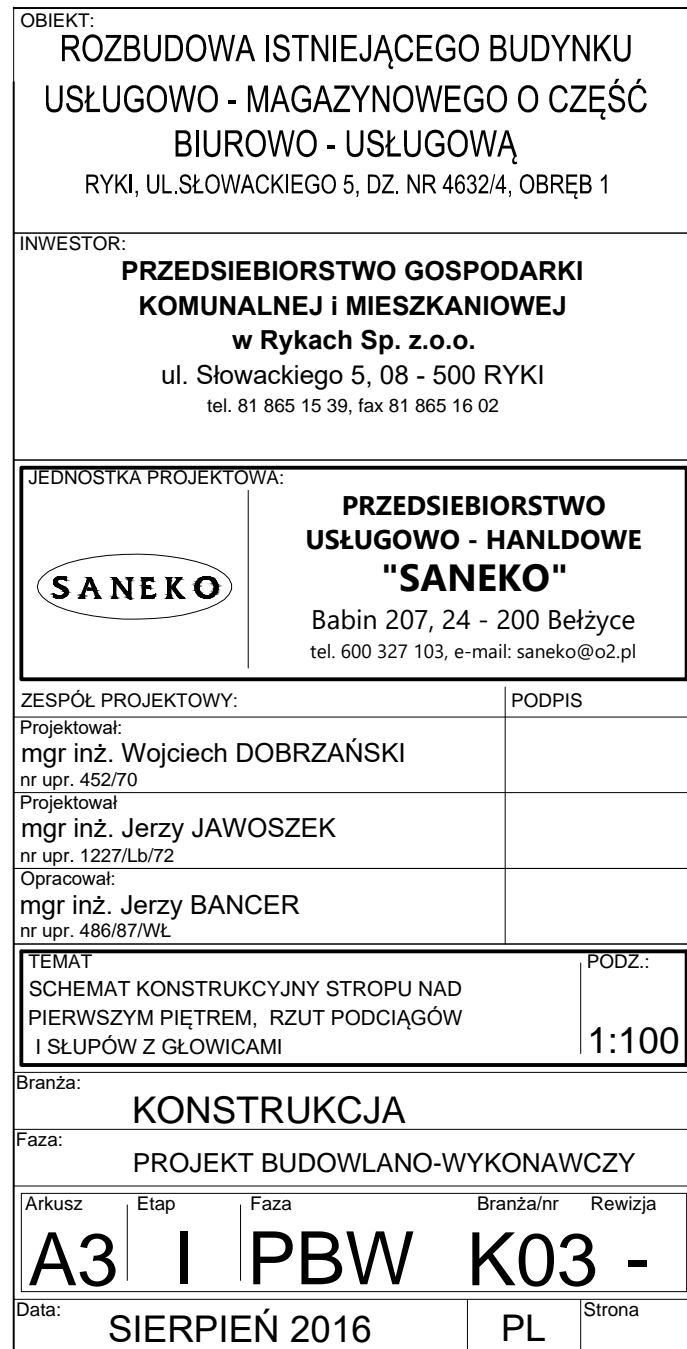 OBIEKT:
ROZBUDOWA ISTNIEJĄCEGO BUDYNKU
USŁUGOWO - MAGAZYNOWEGO O CZĘŚĆ
BIUROWO - USŁUGOWĄ
RYKI, UL.SŁOWACKIEGO 5, DZ. NR 4632/4, OBRĘB 1
INWESTOR:
PRZEDSIEBIORSTWO GOSPODARKI
KOMUNALNEJ i MIESZKANIOWEJ
w Rykach Sp. z.o.o.
ul. Słowackiego 5, 08 - 500 RYKI
tel. 81 865 15 39, fax 81 865 16 02
JEDNOSTKA PROJEKTOWA:
SANEKO
PRZEDSIEBIORSTWO
USŁUGOWO - HANLDOWE
"SANEKO"
Babin 207, 24 - 200 Bełżyce
tel. 600 327 103, e-mail: saneko@o2.pl
ZESPÓŁ PROJEKTOWY: PODPIS
Projektował:
mgr inż. Wojciech DOBRZAŃSKI
nr upr. 452/70
Projektował
mgr inż. Jerzy JAWOSZEK
nr upr. 1227/Lb/72
Opracował:
mgr inż. Jerzy BANCER
nr upr. 486/87/WŁ
TEMAT PODZ.:
SCHEMAT KONSTRUKCYJNY STROPU NAD
PIERWSZYM PIĘTREM, RZUT PODCIĄGÓW
I SŁUPÓW Z GŁOWICAMI 1:100
Branża:
KONSTRUKCJA
Faza:
PROJEKT BUDOWLANO-WYKONAWCZY
Arkusz Etap Faza Branża/nr Rewizja
A3 I PBW K03 -
Data: SIERPIEŃ 2016 PL Strona